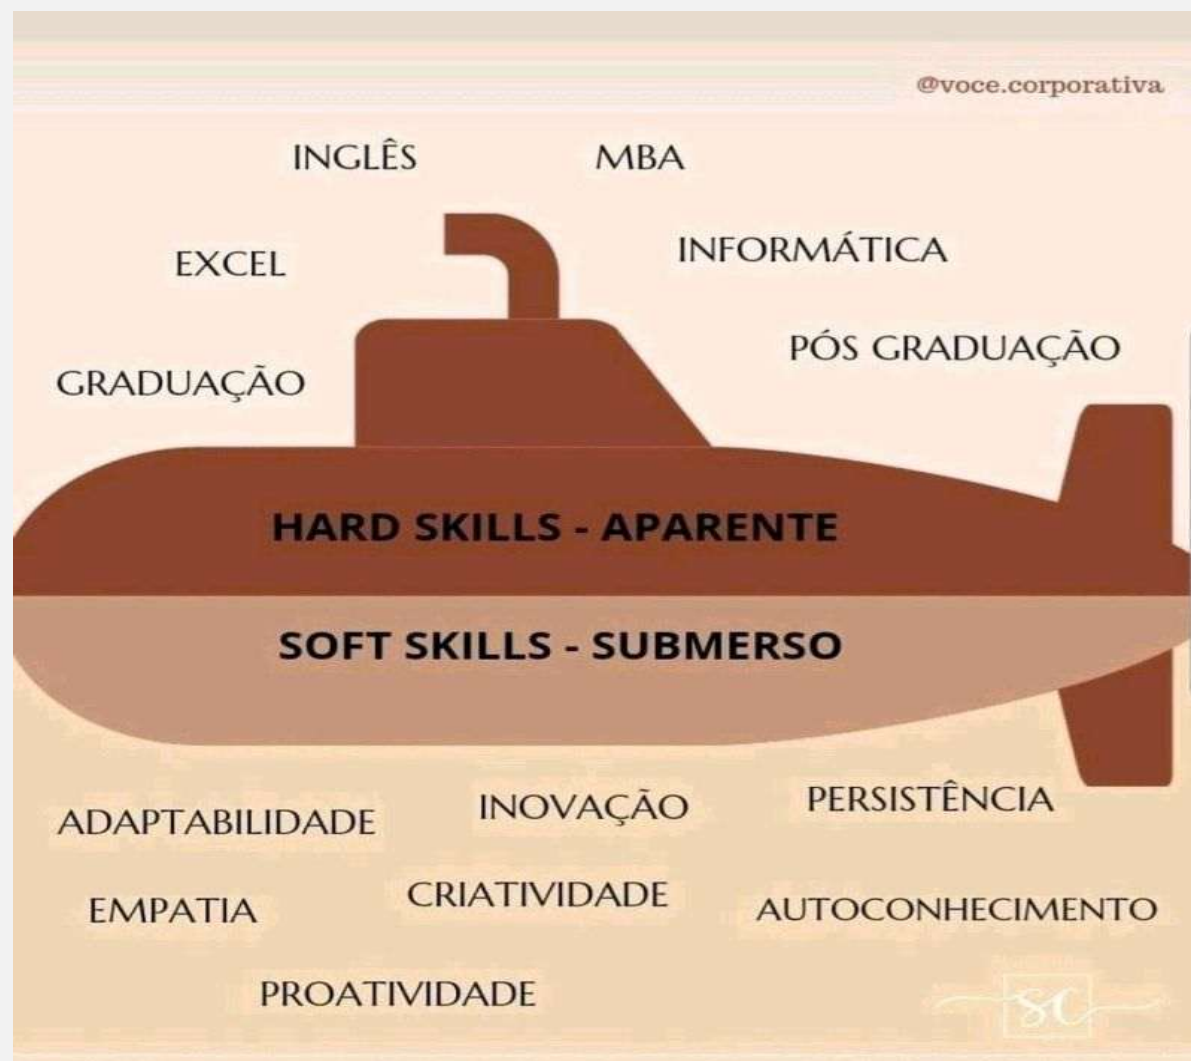 @voce.corporativa
INGLÊS MBA
EXCEL INFORMÁTICA
GRADUAÇÃO PÓS GRADUAÇÃO
HARD SKILLS - APARENTE
SOFT SKILLS - SUBMERSO
ADAPTABILIDADE INOVAÇÃO PERSISTÊNCIA
EMPATIA CRIATIVIDADE AUTOCONHECIMENTO
PROATIVIDADE
SC